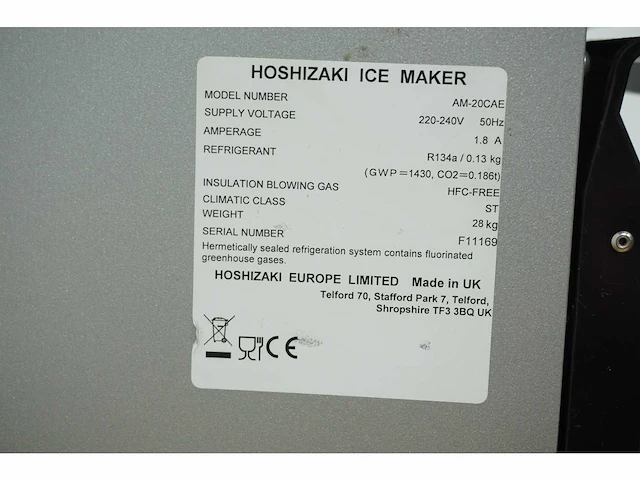 HOSHIZAKI ICE MAKER
MODEL NUMBER AM-20CAE
SUPPLY VOLTAGE 220-240V 50Hz
AMPERAGE 1.8 A
REFRIGERANT R134a / 0.13 kg
(GWP=1430, CO2=0.186t)
INSULATION BLOWING GAS HFC-FREE
CLIMATIC CLASS ST
WEIGHT 28 kg
SERIAL NUMBER F11169
Hermetically sealed refrigeration system contains fluorinated
greenhouse gases.
HOSHIZAKI EUROPE LIMITED Made in UK
Telford 70, Stafford Park 7, Telford,
Shropshire TF3 3BQ UK
CE